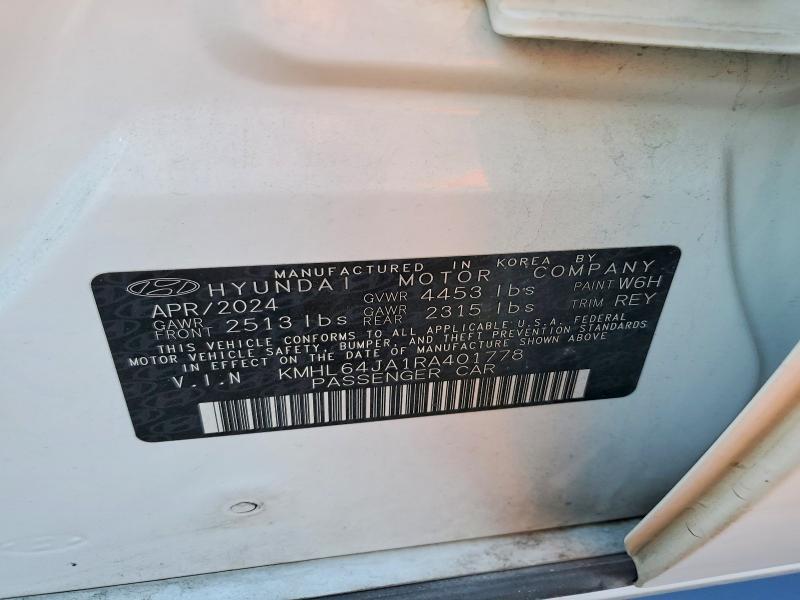 MANUFACTURED IN KOREA BY
HYUNDAI MOTOR COMPANY
APR/2024 GVWR 4453 lbs PAINT W6H
GAWR FRONT 2513 lbs GAWR REAR 2315 lbs TRIM REY
THIS VEHICLE CONFORMS TO ALL APPLICABLE U.S.A. FEDERAL
MOTOR VEHICLE SAFETY, BUMPER, AND THEFT PREVENTION STANDARDS
IN EFFECT ON THE DATE OF MANUFACTURE SHOWN ABOVE
V.I.N KMHL64JA1RA401778
PASSENGER CAR